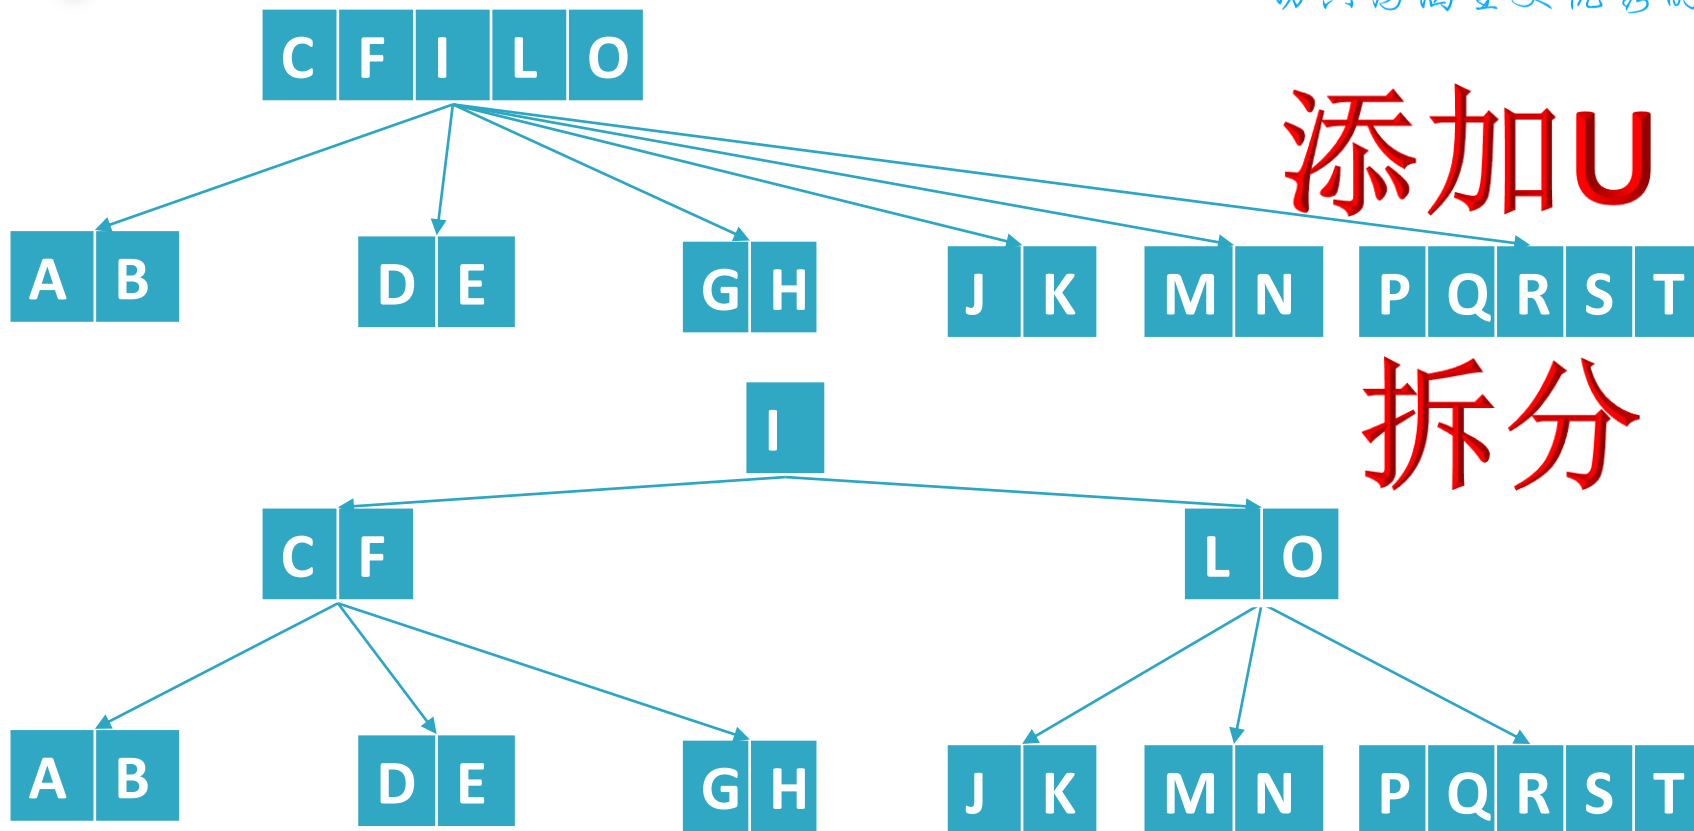 C F I L O
添加U
A B D E G H J K M N P Q R S T
拆分
I
C F L O
A B D E G H J K M N P Q R S T